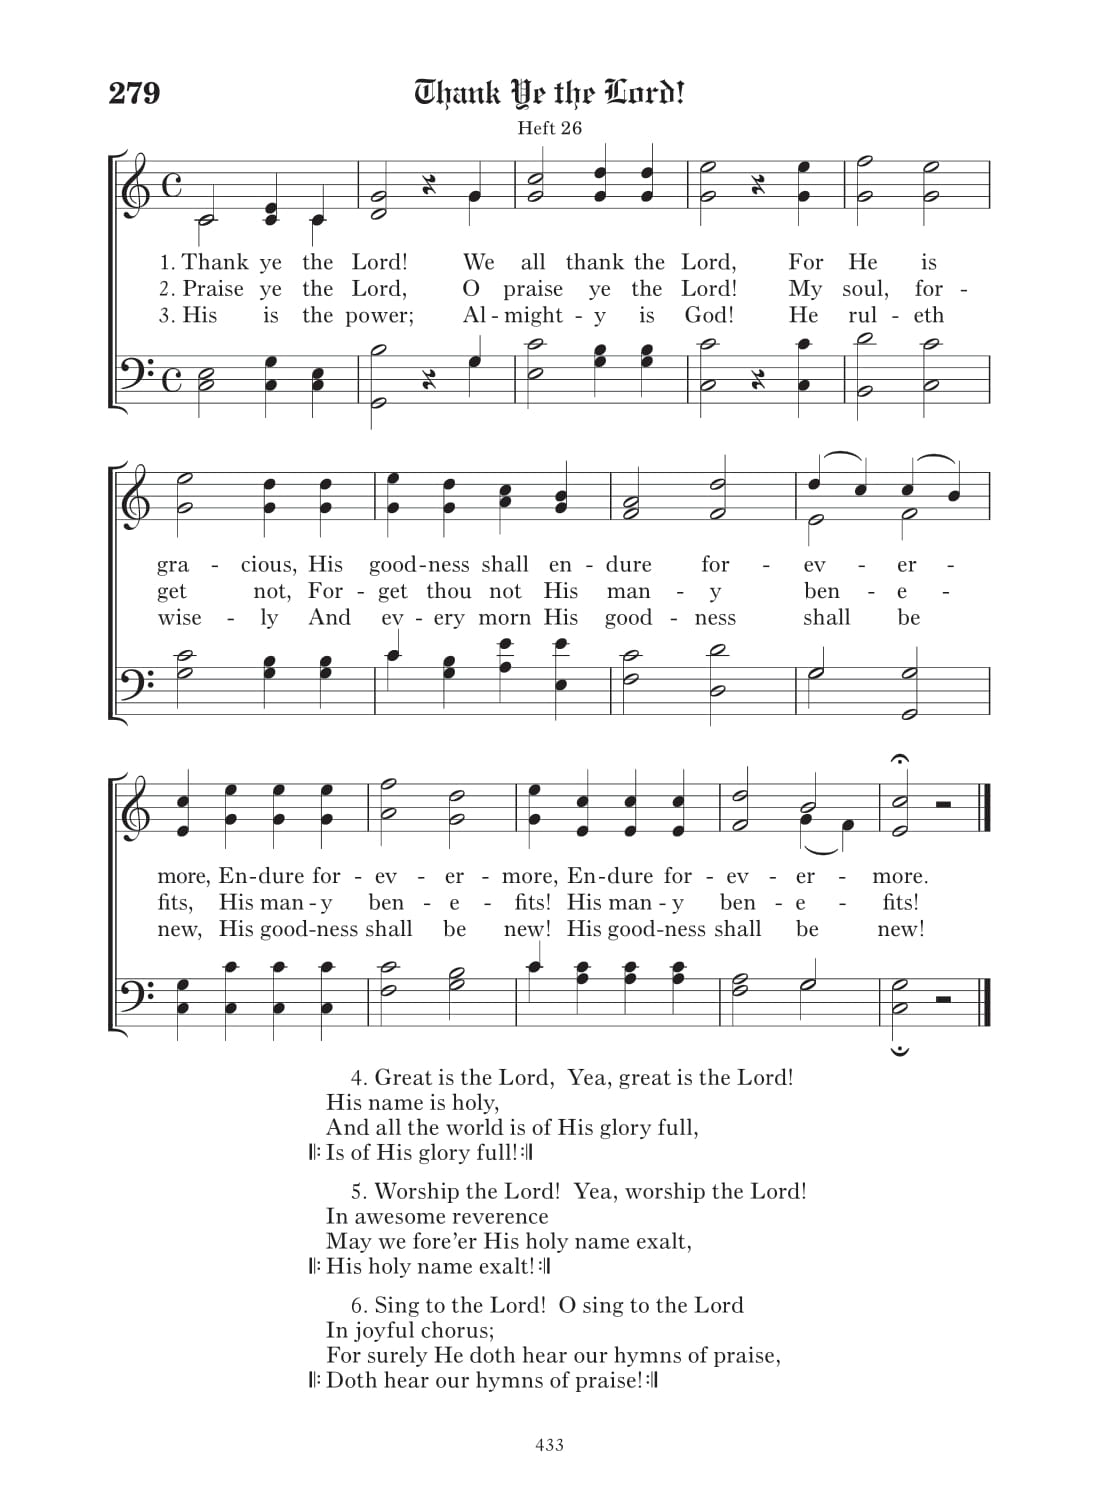 279 Thank Ye the Lord!
Heft 26
1. Thank ye the Lord! We all thank the Lord, For He is
2. Praise ye the Lord, O praise ye the Lord! My soul, for -
3. His is the power; Al - might - y is God! He rul - eth
gra - cious, His good - ness shall en - dure for - ev - er -
get not, For - get thou not His man - y ben - e -
wise - ly And ev - ery morn His good - ness shall be
more, En - dure for - ev - er - more, En - dure for - ev - er - more.
fits, His man - y ben - e - fits! His man - y ben - e - fits!
new, His good - ness shall be new! His good - ness shall be new!
4. Great is the Lord, Yea, great is the Lord!
His name is holy,
And all the world is of His glory full,
𝄆 Is of His glory full! 𝄇
5. Worship the Lord! Yea, worship the Lord!
In awesome reverence
May we fore’er His holy name exalt,
𝄆 His holy name exalt! 𝄇
6. Sing to the Lord! O sing to the Lord
In joyful chorus;
For surely He doth hear our hymns of praise,
𝄆 Doth hear our hymns of praise! 𝄇
433